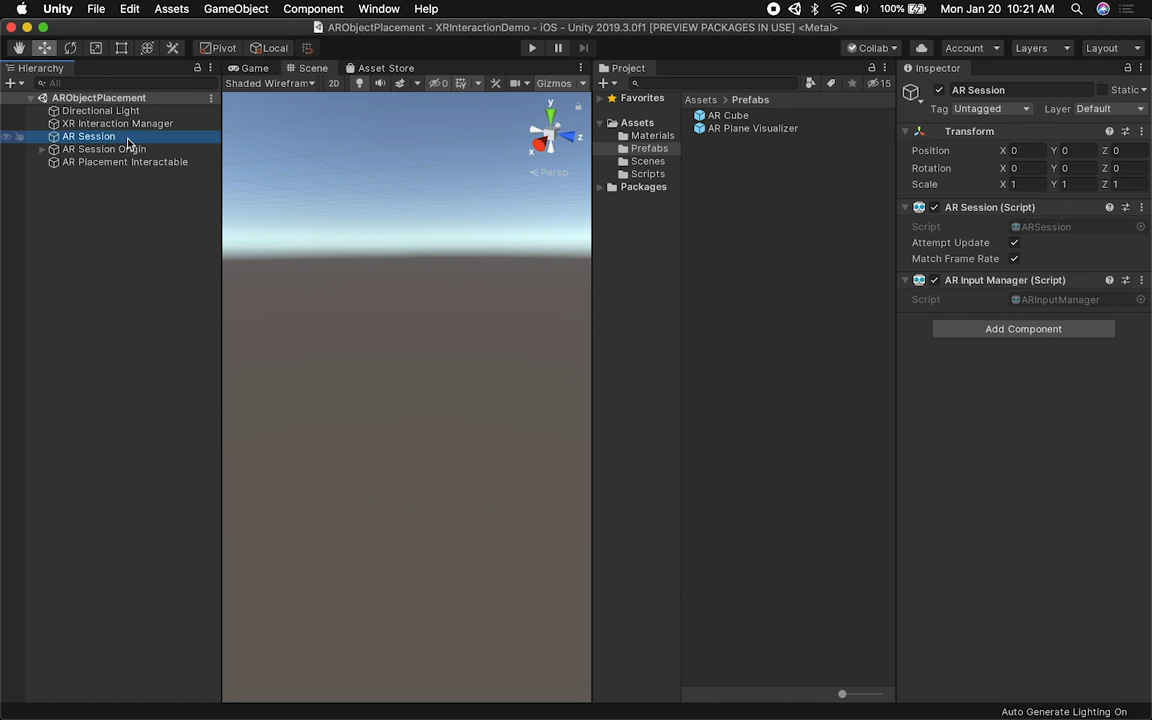 Unity File Edit Assets GameObject Component Window Help 100% Mon Jan 20 10:21 AM
ARObjectPlacement - XRInteractionDemo - iOS - Unity 2019.3.0f1 [PREVIEW PACKAGES IN USE] <Metal>
Pivot Local Collab Account Layers Layout
Hierarchy
All
ARObjectPlacement
Directional Light
XR Interaction Manager
AR Session
AR Session Origin
AR Placement Interactable
Game Scene Asset Store
Shaded Wireframe 2D 0 Gizmos
y
z
x
Persp
Project
15
Favorites
Assets
Materials
Prefabs
Scenes
Scripts
Packages
Assets > Prefabs
AR Cube
AR Plane Visualizer
Inspector
AR Session Static
Tag Untagged Layer Default
Transform
Position X 0 Y 0 Z 0
Rotation X 0 Y 0 Z 0
Scale X 1 Y 1 Z 1
AR Session (Script)
Script ARSession
Attempt Update
Match Frame Rate
AR Input Manager (Script)
Script ARInputManager
Add Component
Auto Generate Lighting On